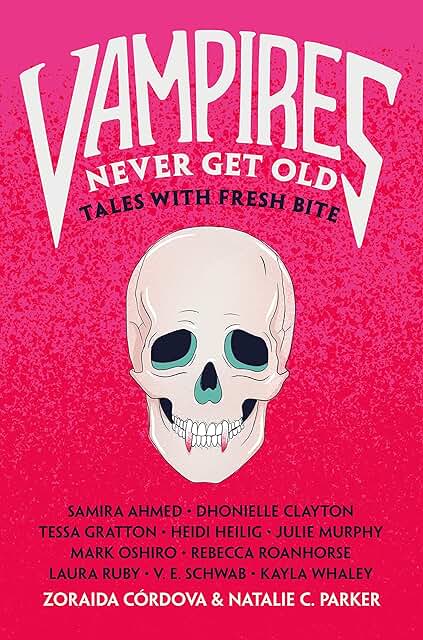 VAMPIRES
NEVER GET OLD
TALES WITH FRESH BITE
SAMIRA AHMED • DHONIELLE CLAYTON
TESSA GRATTON • HEIDI HEILIG • JULIE MURPHY
MARK OSHIRO • REBECCA ROANHORSE
LAURA RUBY • V. E. SCHWAB • KAYLA WHALEY
ZORAIDA CÓRDOVA & NATALIE C. PARKER